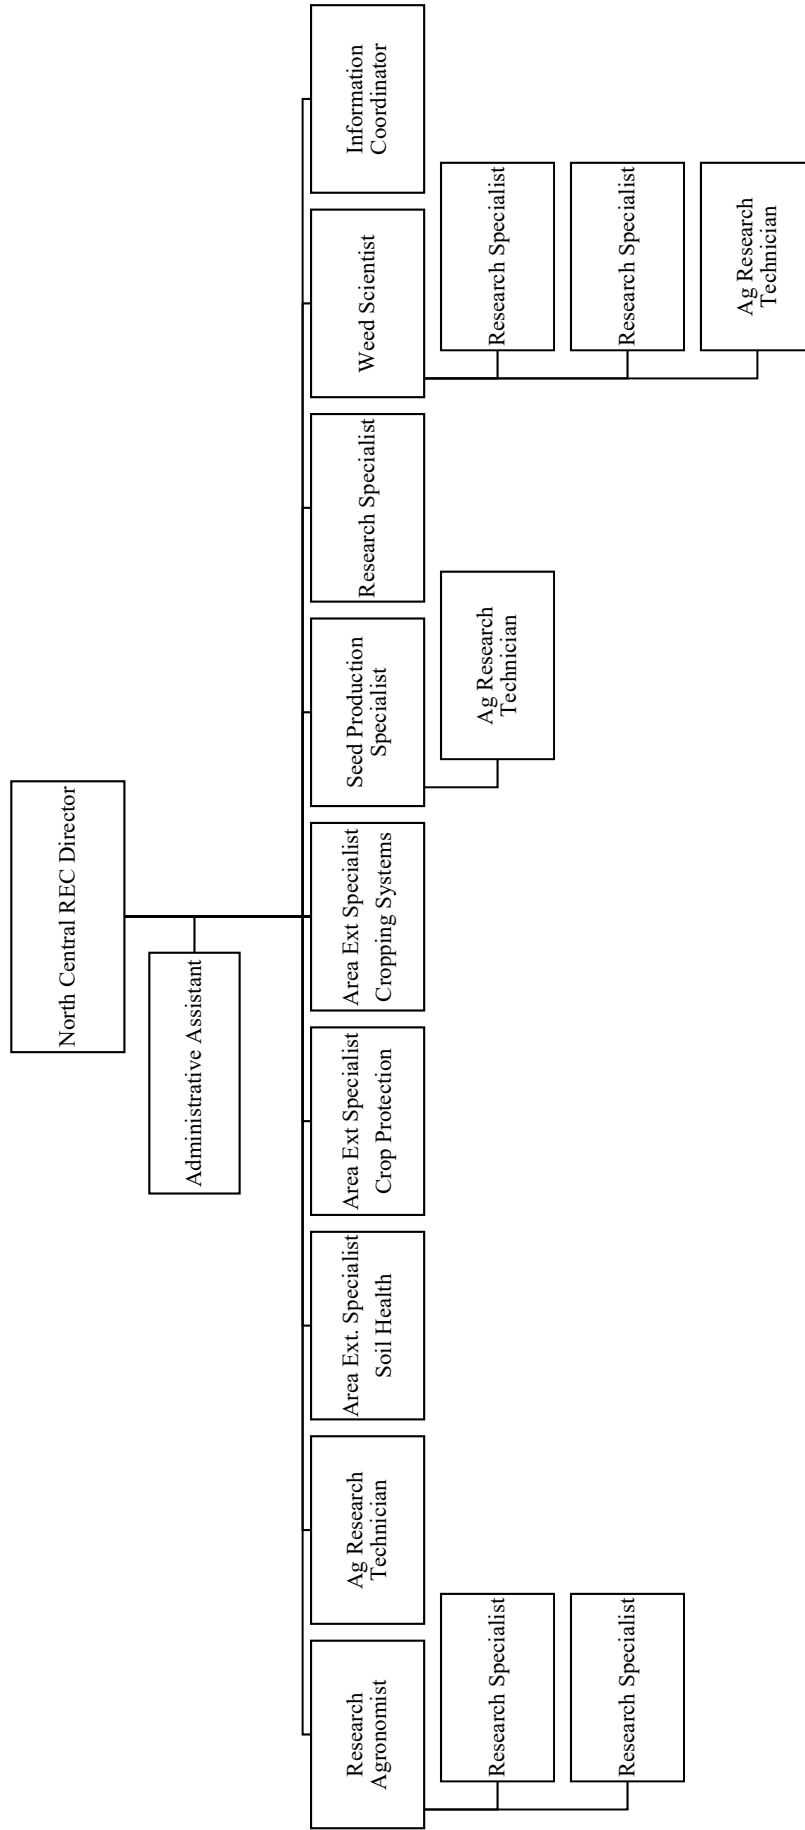 North Central REC Director
Administrative Assistant
Research
Agronomist
Ag Research
Technician
Area Ext. Specialist
Soil Health
Area Ext Specialist
Crop Protection
Area Ext Specialist
Cropping Systems
Seed Production
Specialist
Research Specialist
Weed Scientist
Information
Coordinator
Research Specialist
Research Specialist
Ag Research
Technician
Research Specialist
Research Specialist
Ag Research
Technician